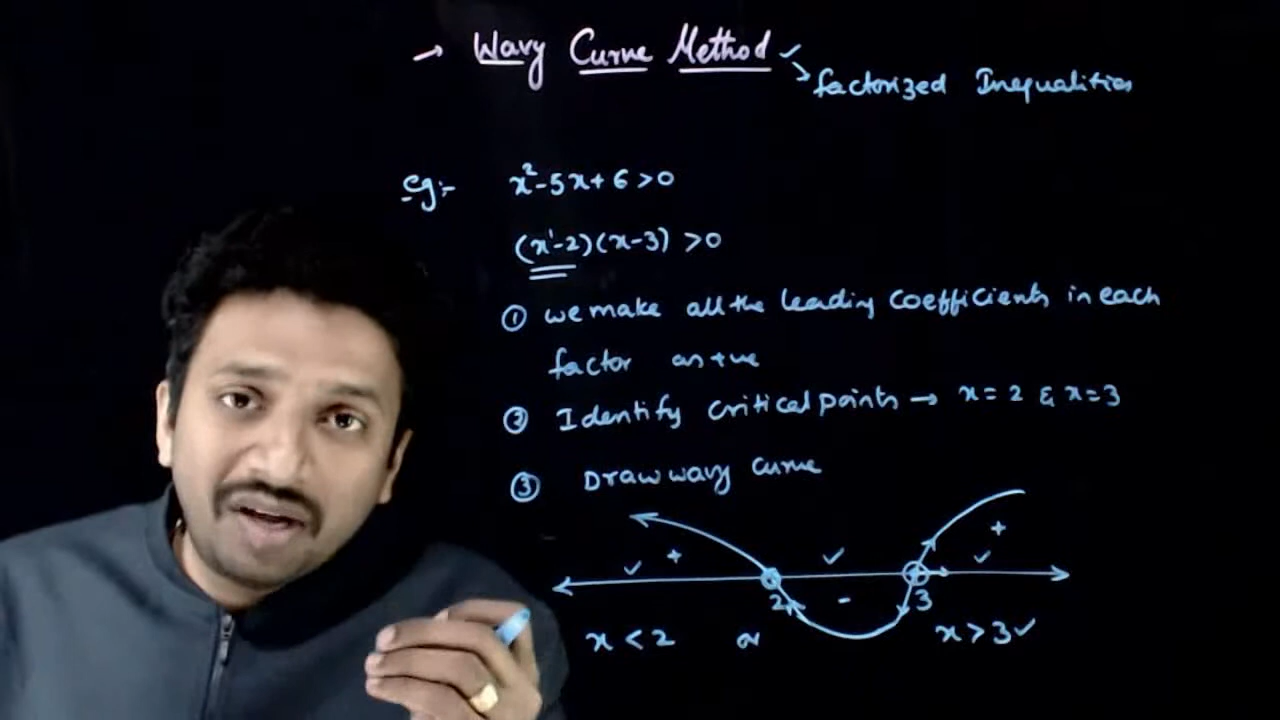 → Wavy Curve Method ✓
→ factorized Inequalities
eg:- x²-5x+6>0
(x¹-2)(x-3) >0
① we make all the leading coefficients in each
factor as +ve
② Identify critical points → x=2 & x=3
③ Draw wavy curve
✓ + ✓ + ✓
2 - 3
x<2 or x>3✓